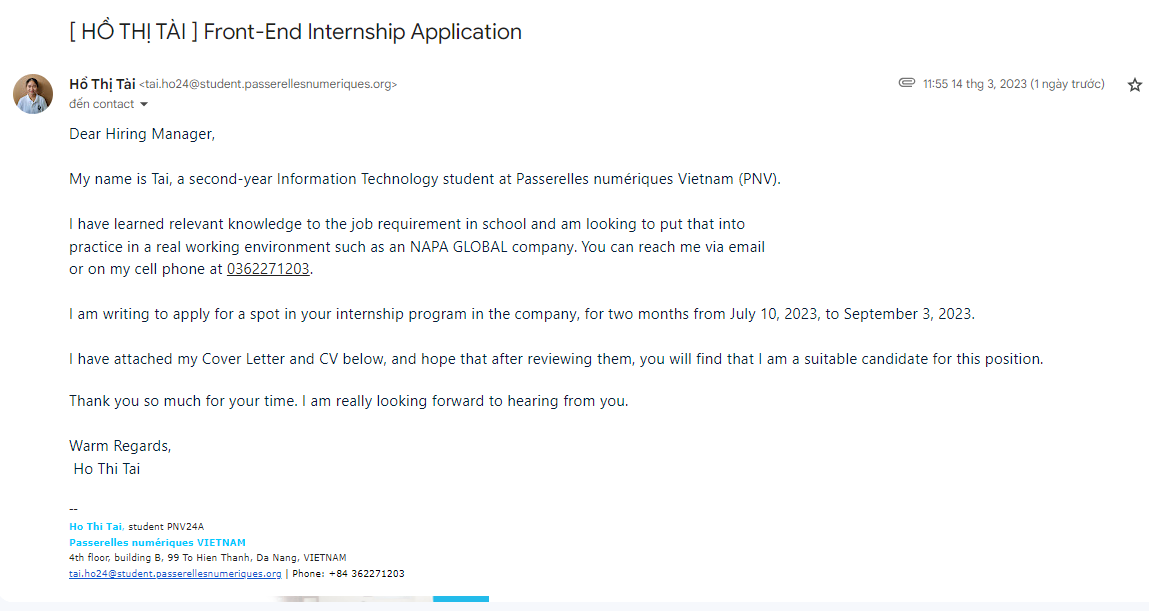 [ HỒ THỊ TÀI ] Front-End Internship Application
Hồ Thị Tài <tai.ho24@student.passerellesnumeriques.org>
11:55 14 thg 3, 2023 (1 ngày trước)
đến contact
Dear Hiring Manager,
My name is Tai, a second-year Information Technology student at Passerelles numériques Vietnam (PNV).
I have learned relevant knowledge to the job requirement in school and am looking to put that into
practice in a real working environment such as an NAPA GLOBAL company. You can reach me via email
or on my cell phone at 0362271203.
I am writing to apply for a spot in your internship program in the company, for two months from July 10, 2023, to September 3, 2023.
I have attached my Cover Letter and CV below, and hope that after reviewing them, you will find that I am a suitable candidate for this position.
Thank you so much for your time. I am really looking forward to hearing from you.
Warm Regards,
Ho Thi Tai
--
Ho Thi Tai, student PNV24A
Passerelles numériques VIETNAM
4th floor, building B, 99 To Hien Thanh, Da Nang, VIETNAM
tai.ho24@student.passerellesnumeriques.org | Phone: +84 362271203